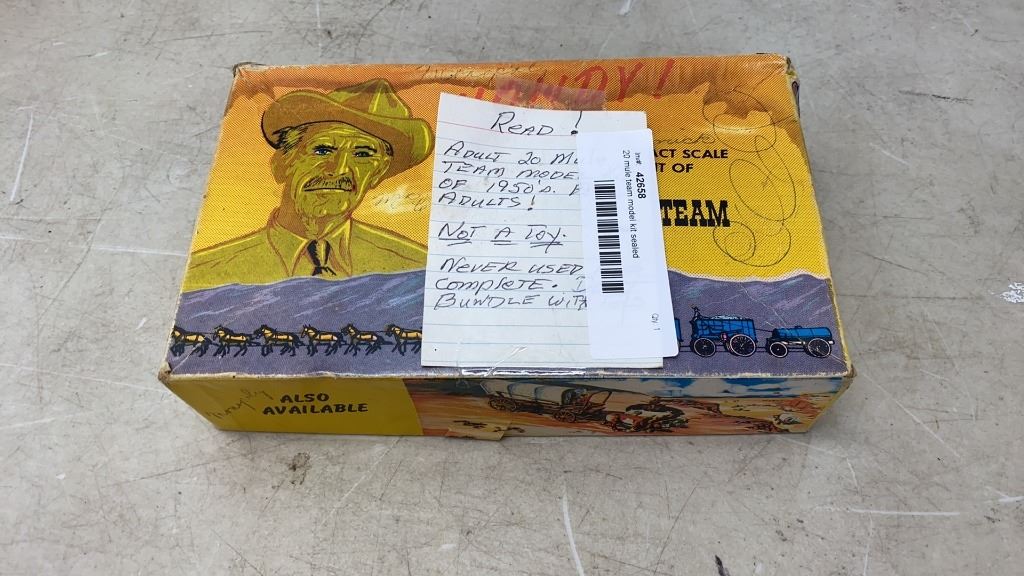 ANDY!
READ!
ADULT 20 MU
TEAM MODE
OF 1950's.
ADULTS!
NOT A TOY.
NEVER USED
COMPLETE.
BUNDLE WITH
Inv#: 42658
20 mule team model kit sealed
Qty: 1
ACT SCALE
T OF
TEAM
ALSO
AVAILABLE